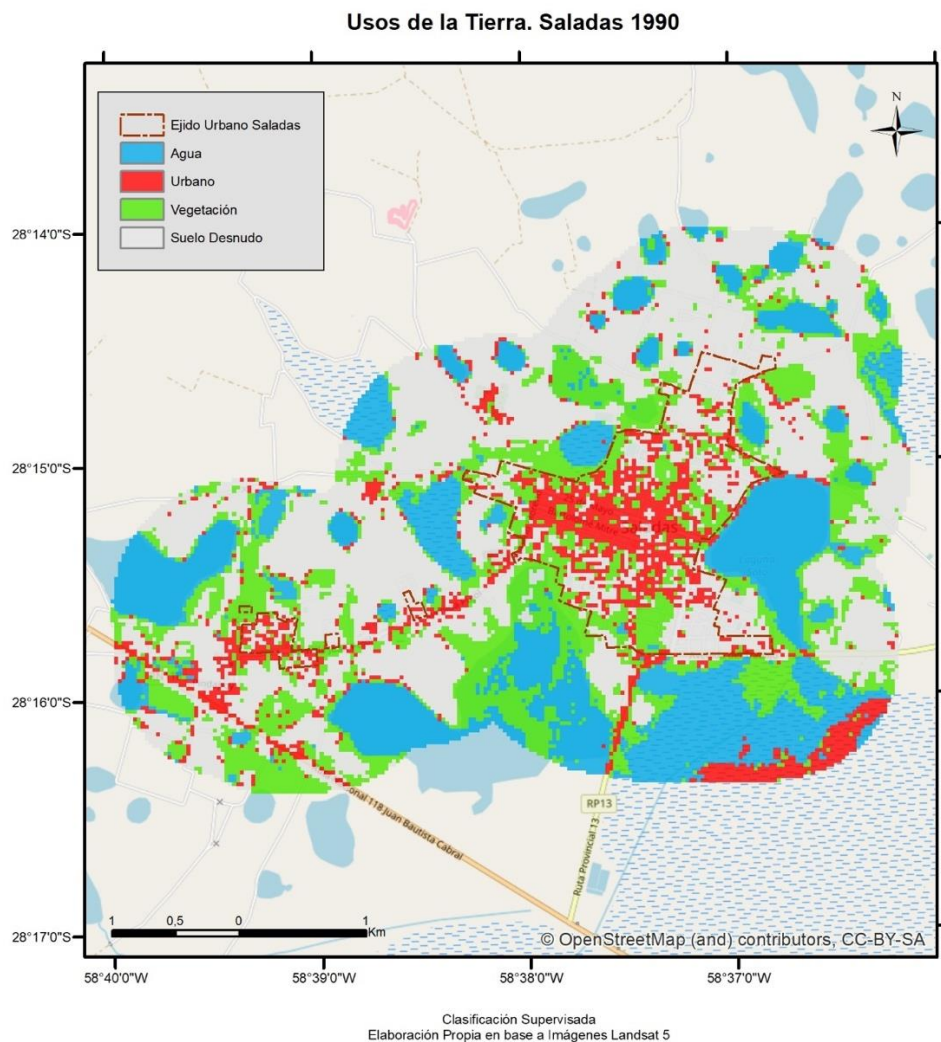 Usos de la Tierra. Saladas 1990
N
Ejido Urbano Saladas
Agua
Urbano
Vegetación
Suelo Desnudo
28°14'0"S
28°15'0"S
28°16'0"S
28°17'0"S
Saladas
RP13
Ruta Provincial 13
onal 118 Juan Bautista Cabral
1 0,5 0 1
Km
© OpenStreetMap (and) contributors, CC-BY-SA
58°40'0"W 58°39'0"W 58°38'0"W 58°37'0"W
Clasificación Supervisada
Elaboración Propia en base a Imágenes Landsat 5